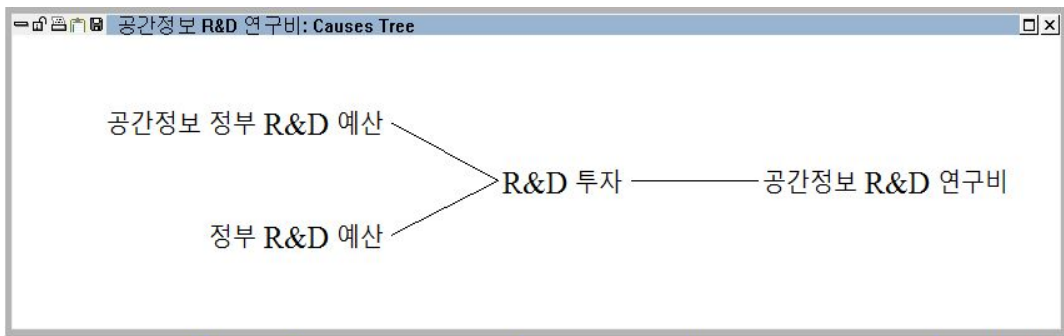 공간정보 R&D 연구비: Causes Tree
공간정보 정부 R&D 예산
R&D 투자
공간정보 R&D 연구비
정부 R&D 예산